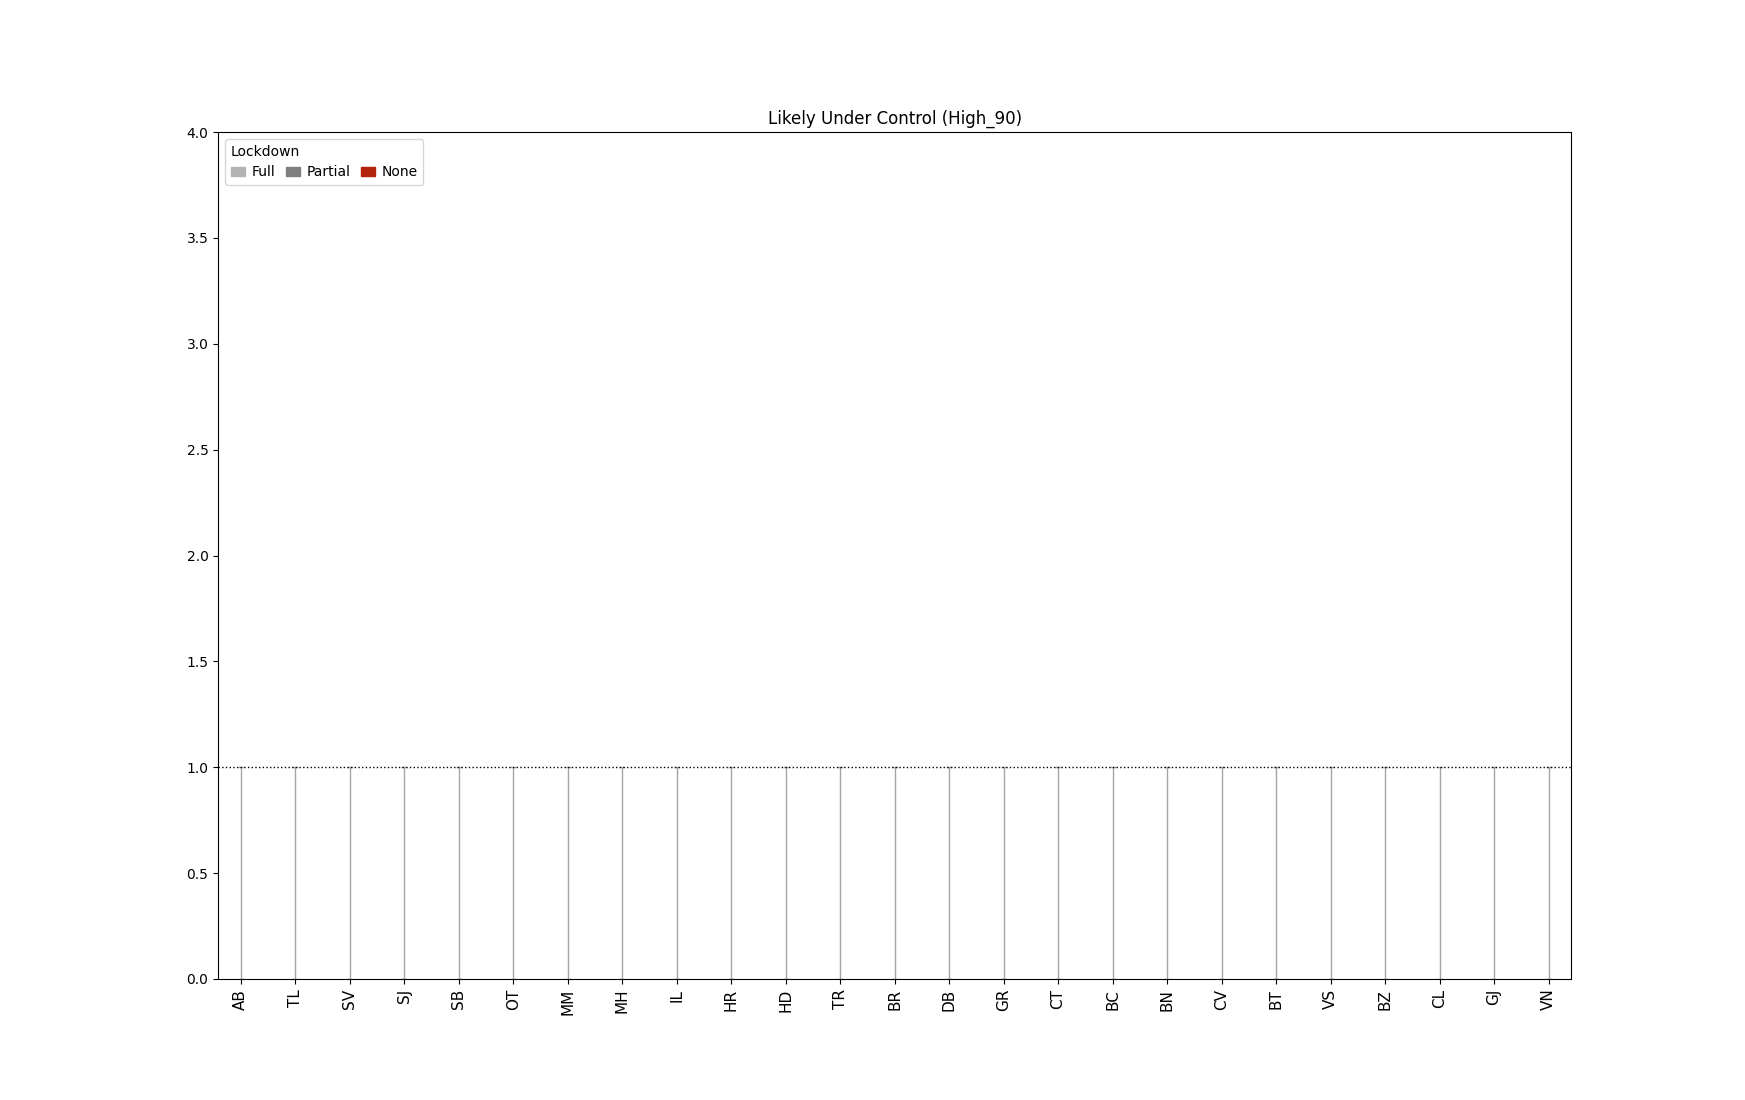 Likely Under Control (High_90)
Lockdown
Full Partial None
4.0
3.5
3.0
2.5
2.0
1.5
1.0
0.5
0.0
AB TL SV SJ SB OT MM MH IL HR HD TR BR DB GR CT BC BN CV BT VS BZ CL GJ VN